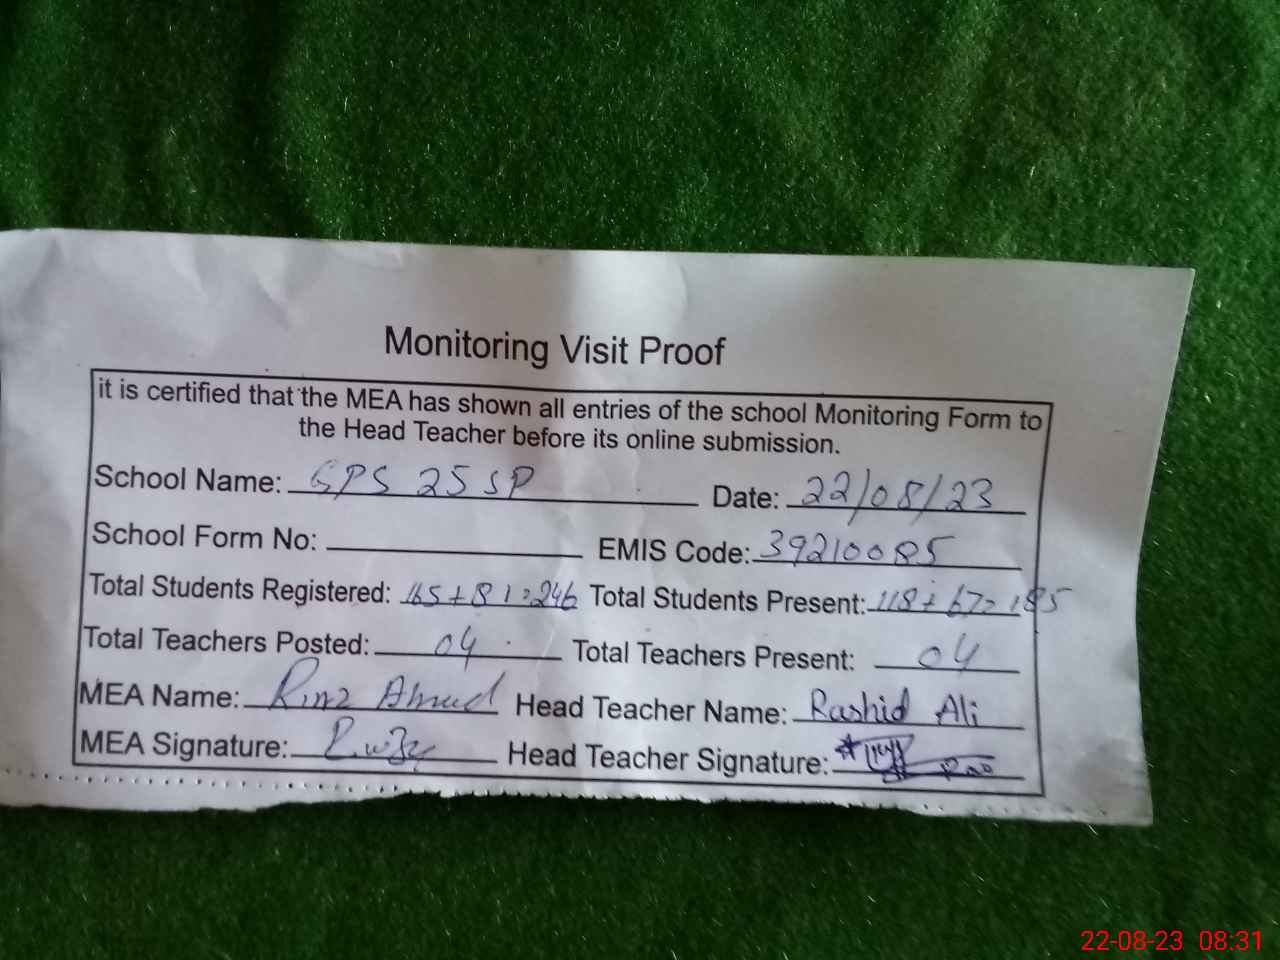 Monitoring Visit Proof
it is certified that the MEA has shown all entries of the school Monitoring Form to
the Head Teacher before its online submission.
School Name: GPS 25 SP Date: 22/08/23
School Form No: EMIS Code: 39210085
Total Students Registered: 165+81=246 Total Students Present: 118+67=185
Total Teachers Posted: 04 Total Teachers Present: 04
MEA Name: Ahmed Head Teacher Name: Rashid Ali
MEA Signature: Head Teacher Signature:
22-08-23 08:31